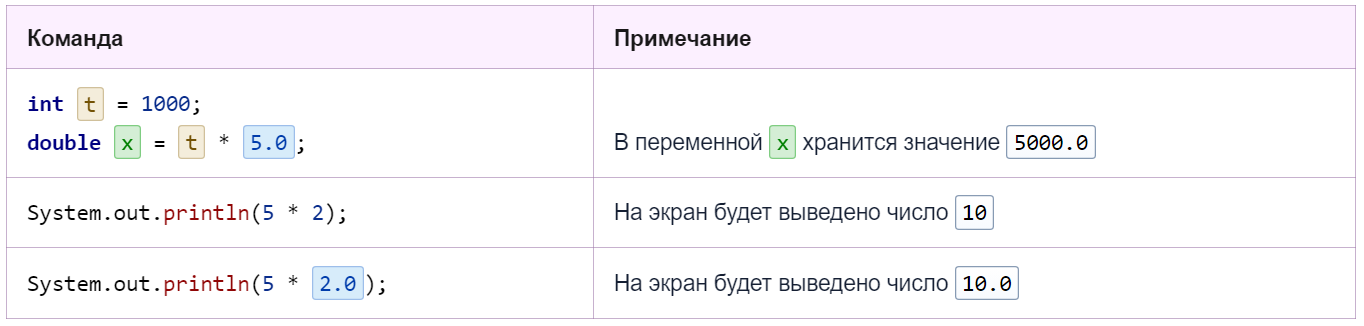 Команда
Примечание
int t = 1000;
double x = t * 5.0;
В переменной x хранится значение 5000.0
System.out.println(5 * 2);
На экран будет выведено число 10
System.out.println(5 * 2.0);
На экран будет выведено число 10.0